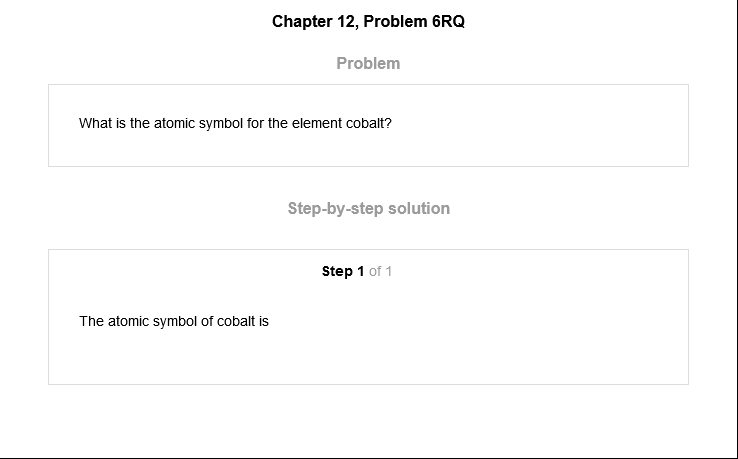 Chapter 12, Problem 6RQ
Problem
What is the atomic symbol for the element cobalt?
Step-by-step solution
Step 1 of 1
The atomic symbol of cobalt is